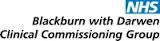 NHS
Blackburn with Darwen
Clinical Commissioning Group